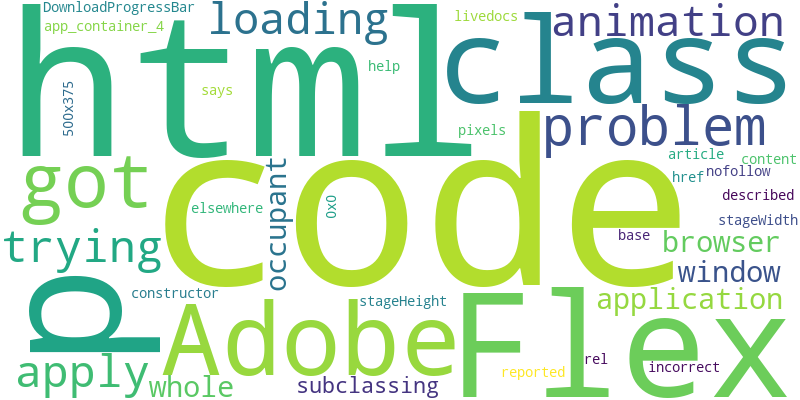 DownloadProgressBar
app_container_4
html
loading
livedocs
class
animation
says
help
500x375
pixels
problem
article
content
href
nofollow
got
code
occupant
elsewhere
0x0
described
stageWidth
base
browser
trying
window
p
constructor
stageHeight
application
Adobe
Flex
apply
whole
subclassing
reported
rel
incorrect